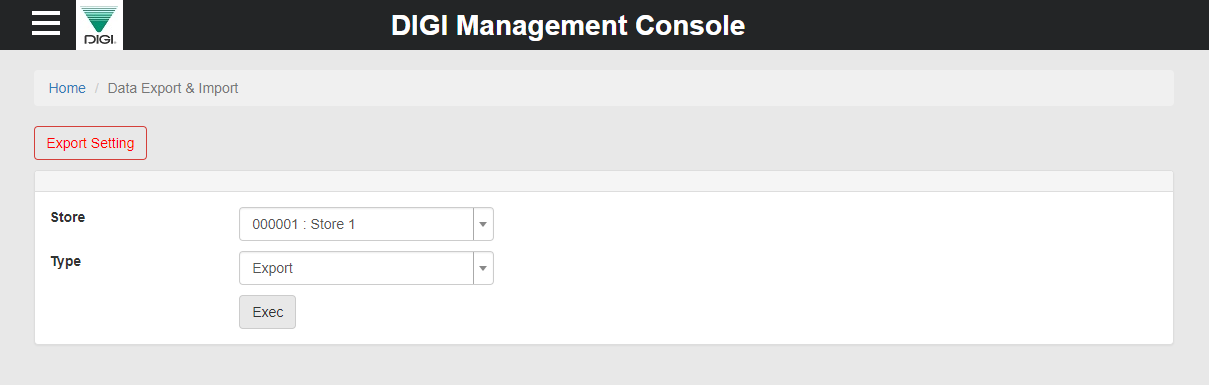 DIGI.
DIGI Management Console
Home / Data Export & Import
Export Setting
Store
000001 : Store 1
Type
Export
Exec